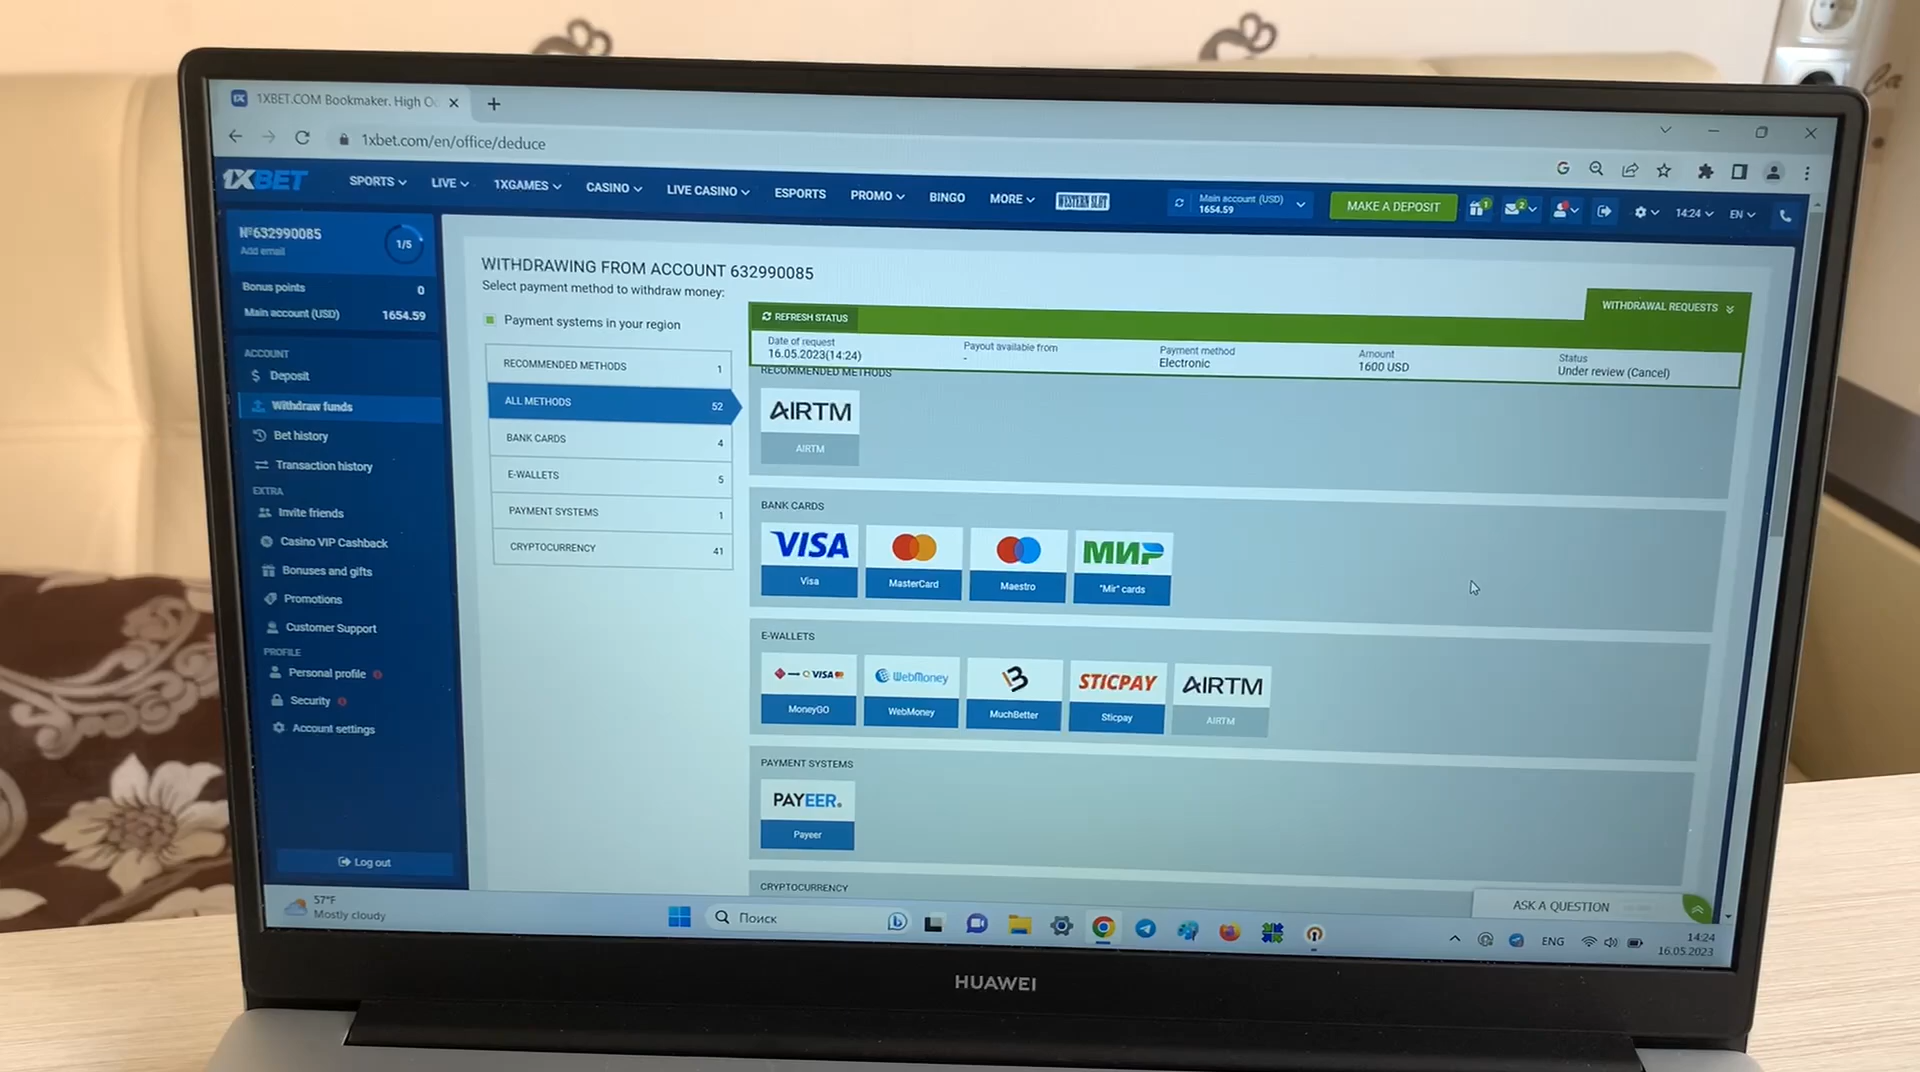 1XBET.COM Bookmaker. High O
1xbet.com/en/office/deduce
1XBET
SPORTS
LIVE
1XGAMES
CASINO
LIVE CASINO
ESPORTS
PROMO
BINGO
MORE
WESTERN SLOT
Main account (USD)
1654.59
MAKE A DEPOSIT
1
2
14:24
EN
№632990085
Add email
1/5
Bonus points 0
Main account (USD) 1654.59
ACCOUNT
Deposit
Withdraw funds
Bet history
Transaction history
EXTRA
Invite friends
Casino VIP Cashback
Bonuses and gifts
Promotions
Customer Support
PROFILE
Personal profile
Security
Account settings
Log out
WITHDRAWING FROM ACCOUNT 632990085
Select payment method to withdraw money:
Payment systems in your region
RECOMMENDED METHODS 1
ALL METHODS 52
BANK CARDS 4
E-WALLETS 5
PAYMENT SYSTEMS 1
CRYPTOCURRENCY 41
WITHDRAWAL REQUESTS
REFRESH STATUS
Date of request
16.05.2023(14:24)
Payout available from
-
Payment method
Electronic
Amount
1600 USD
Status
Under review (Cancel)
RECOMMENDED METHODS
AIRTM
AIRTM
BANK CARDS
VISA
МИР
Visa
MasterCard
Maestro
"Mir" cards
E-WALLETS
VISA
WebMoney
STICPAY
AIRTM
MoneyGO
WebMoney
MuchBetter
Sticpay
AIRTM
PAYMENT SYSTEMS
PAYEER
Payeer
CRYPTOCURRENCY
ASK A QUESTION
57°F
Mostly cloudy
Поиск
ENG
14:24
16.05.2023
HUAWEI